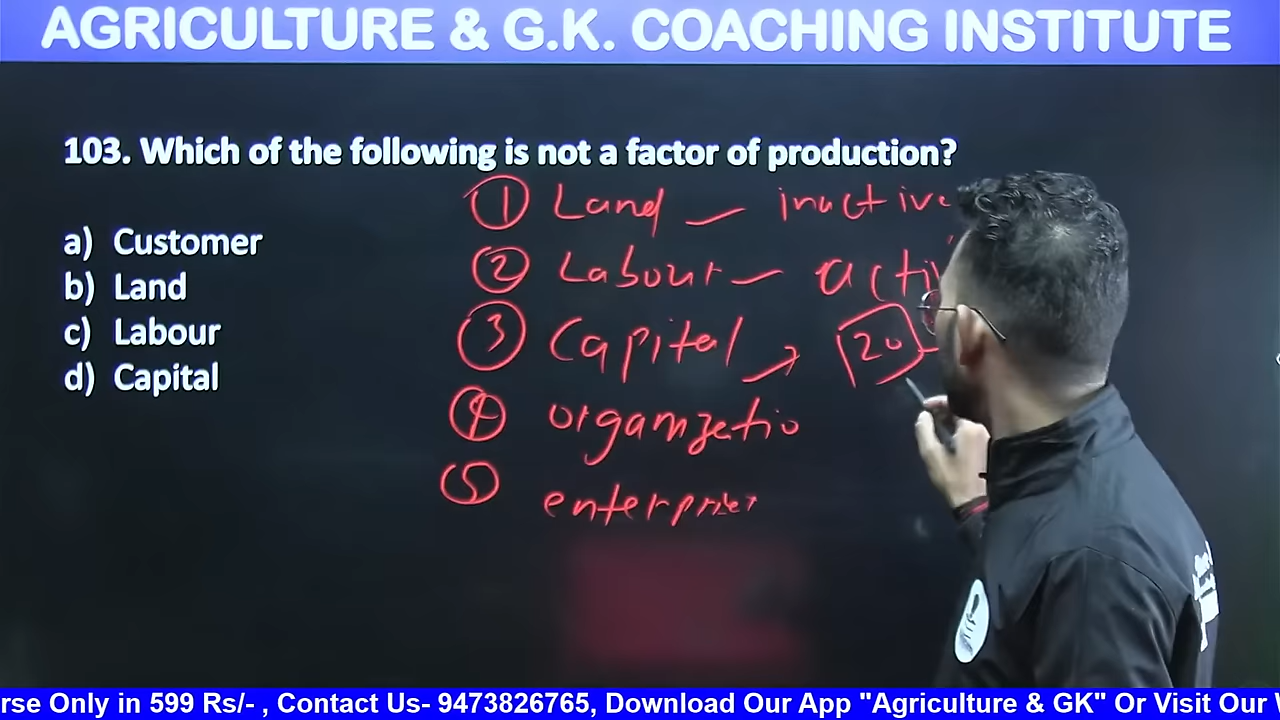 AGRICULTURE & G.K. COACHING INSTITUTE
103. Which of the following is not a factor of production?
a) Customer
b) Land
c) Labour
d) Capital
① Land — inactive
② Labour — acti
③ Capital → 20
④ organizatio
⑤
rse Only in 599 Rs/- , Contact Us- 9473826765, Download Our App "Agriculture & GK" Or Visit Our